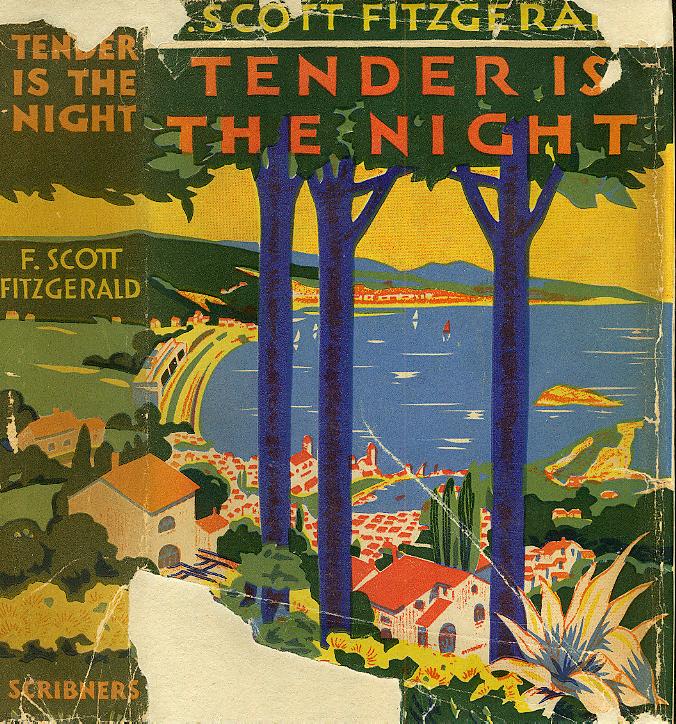 TENDER
IS THE
NIGHT
F. SCOTT
FITZGERALD
SCRIBNERS
.SCOTT FITZGERA
TENDER IS
THE NIGHT